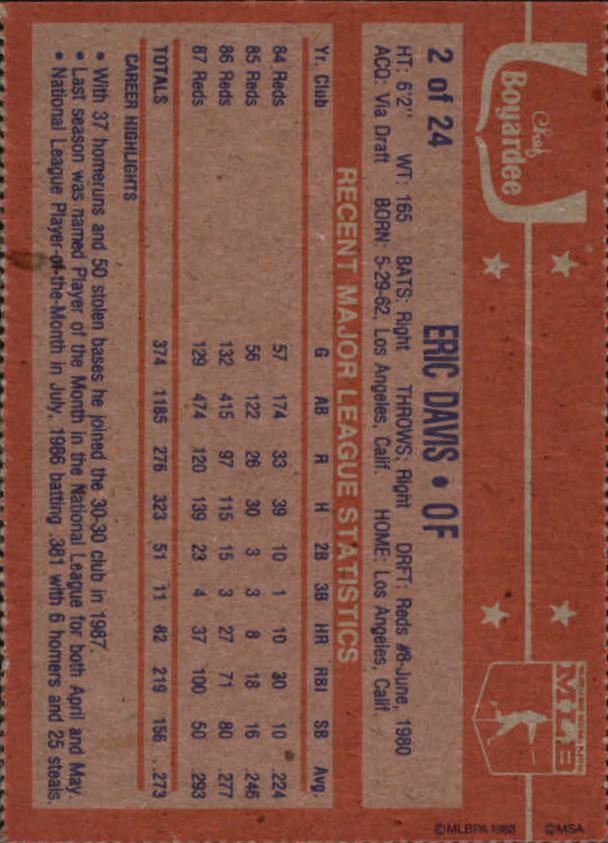 Chef
Boyardee
MLB
2 of 24 ERIC DAVIS • OF
HT: 6'2" WT: 165 BATS: Right THROWS: Right DRFT: Reds #8-June, 1980
ACQ: Via Draft BORN: 5-29-62, Los Angeles, Calif. HOME: Los Angeles, Calif.
RECENT MAJOR LEAGUE STATISTICS
Yr. Club G AB R H 2B 3B HR RBI SB Avg.
84 Reds 57 174 33 39 10 1 10 30 10 .224
85 Reds 56 122 26 30 3 3 8 18 16 .246
86 Reds 132 415 97 115 15 3 27 71 80 .277
87 Reds 129 474 120 139 23 4 37 100 50 .293
TOTALS 374 1185 276 323 51 11 82 219 156 .273
CAREER HIGHLIGHTS
• With 37 homeruns and 50 stolen bases he joined the 30-30 club in 1987.
• Last season was named Player of the Month in the National League for both April and May.
• National League Player-of-the-Month in July, 1986 batting .381 with 6 homers and 25 steals.
©MLBPA 1988 ©MSA